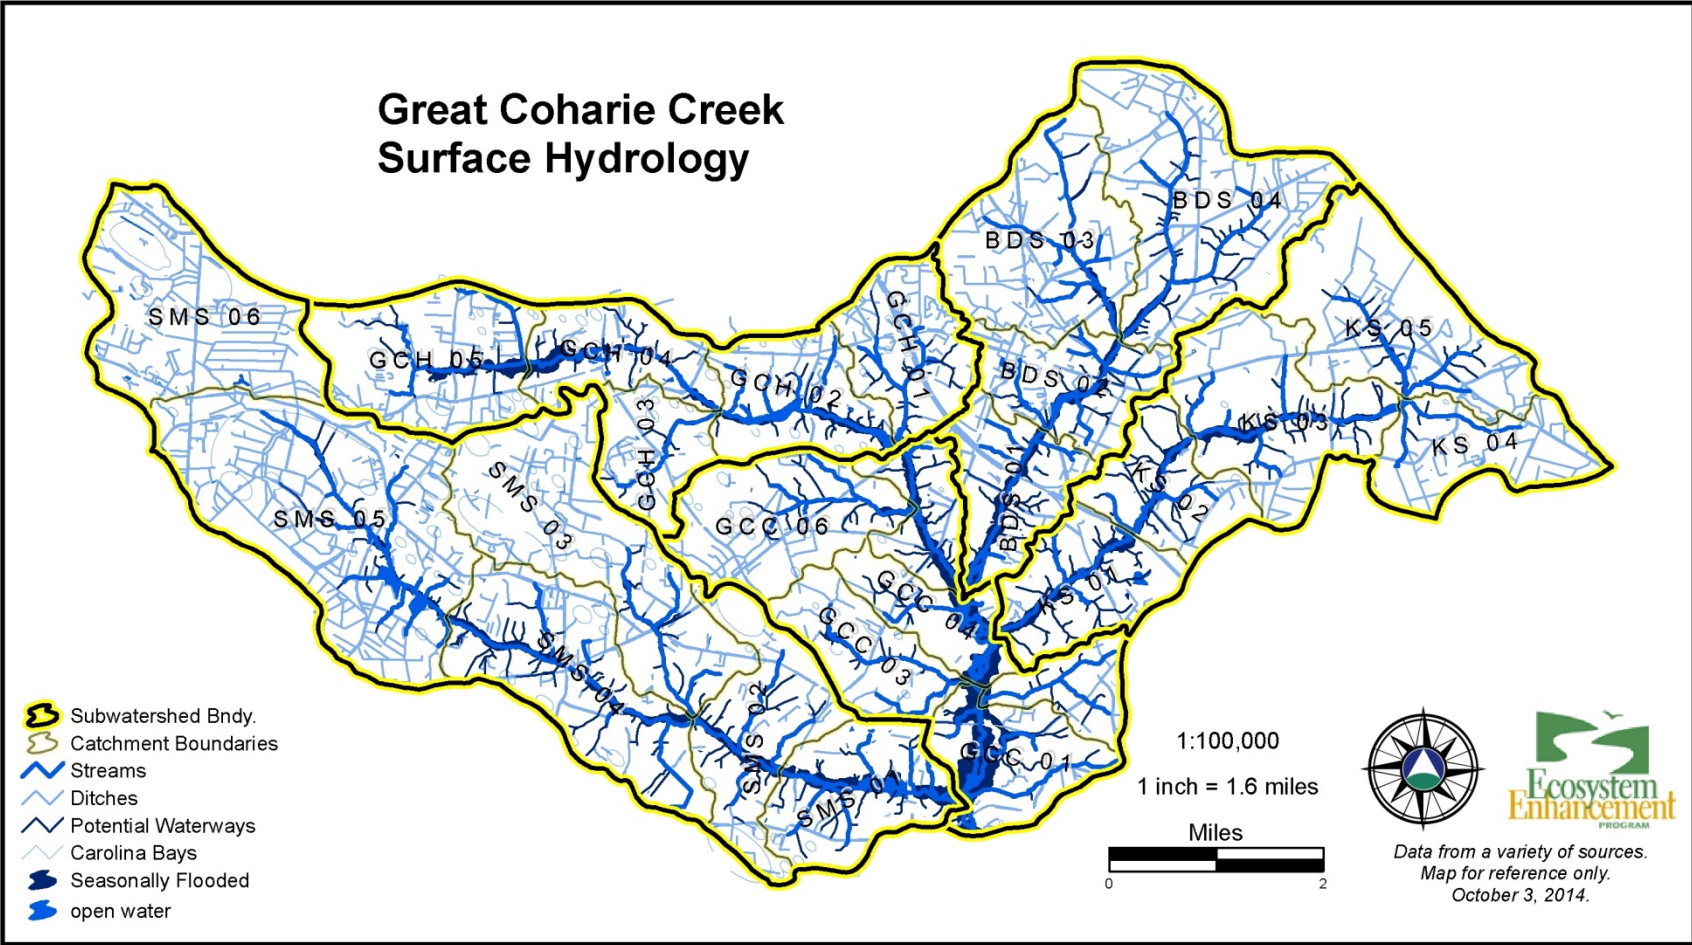 Great Coharie Creek
Surface Hydrology
BDS 04
BDS 03
SMS 06
KS 05
GCH 01
GCH 05
GCH 04
GCH 02
BDS 02
GCH 03
KS 03
KS 04
SMS 03
KS 02
SMS 05
GCC 06
BDS 01
GCC 04
KS 01
GCC 03
SMS 04
SMS 02
GCC 01
SMS 01
Subwatershed Bndy.
Catchment Boundaries
Streams
Ditches
Potential Waterways
Carolina Bays
Seasonally Flooded
open water
1:100,000
1 inch = 1.6 miles
Miles
0 2
Ecosystem
Enhancement
PROGRAM
Data from a variety of sources.
Map for reference only.
October 3, 2014.